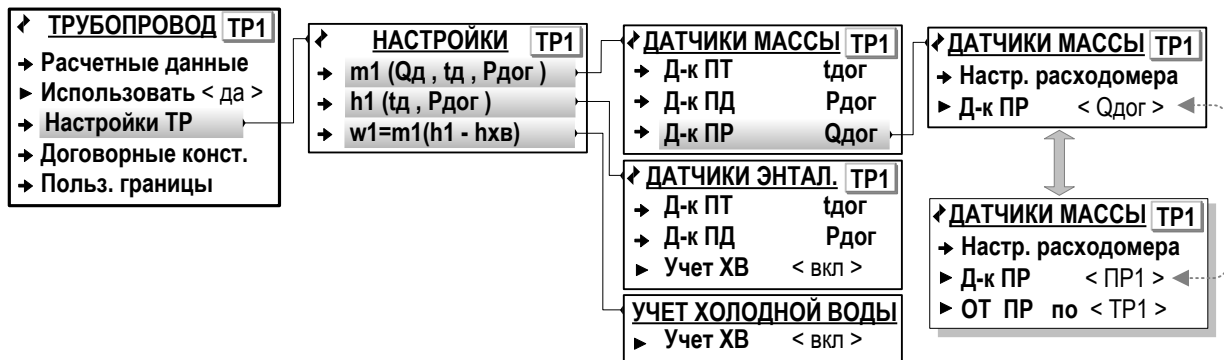 ТРУБОПРОВОД ТР1
Расчетные данные
Использовать < да >
Настройки ТР
Договорные конст.
Польз. границы
НАСТРОЙКИ ТР1
m1 (Qд , tд , Рдог )
h1 (tд , Рдог )
w1=m1(h1 - hхв)
ДАТЧИКИ МАССЫ ТР1
Д-к ПТ tдог
Д-к ПД Рдог
Д-к ПР Qдог
ДАТЧИКИ ЭНТАЛ. ТР1
Д-к ПТ tдог
Д-к ПД Рдог
Учет ХВ < вкл >
УЧЕТ ХОЛОДНОЙ ВОДЫ
Учет ХВ < вкл >
ДАТЧИКИ МАССЫ ТР1
Настр. расходомера
Д-к ПР < Qдог >
ДАТЧИКИ МАССЫ ТР1
Настр. расходомера
Д-к ПР < ПР1 >
ОТ ПР по < ТР1 >